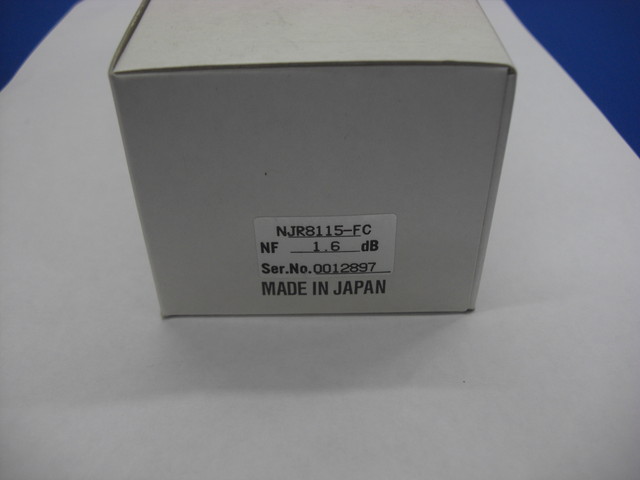 NJR8115-FC
NF 1.6 dB
Ser.No.0012897
MADE IN JAPAN